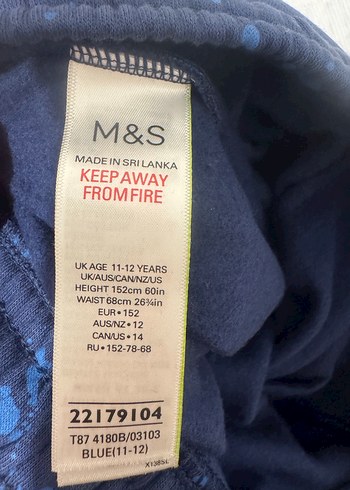 M&S
MADE IN SRI LANKA
KEEP AWAY
FROM FIRE
UK AGE 11-12 YEARS
UK/AUS/CAN/NZ/US
HEIGHT 152cm 60in
WAIST 68cm 26¾in
EUR • 152
AUS/NZ • 12
CAN/US • 14
RU • 152-78-68
22179104
T87 4180B/03103
BLUE(11-12)